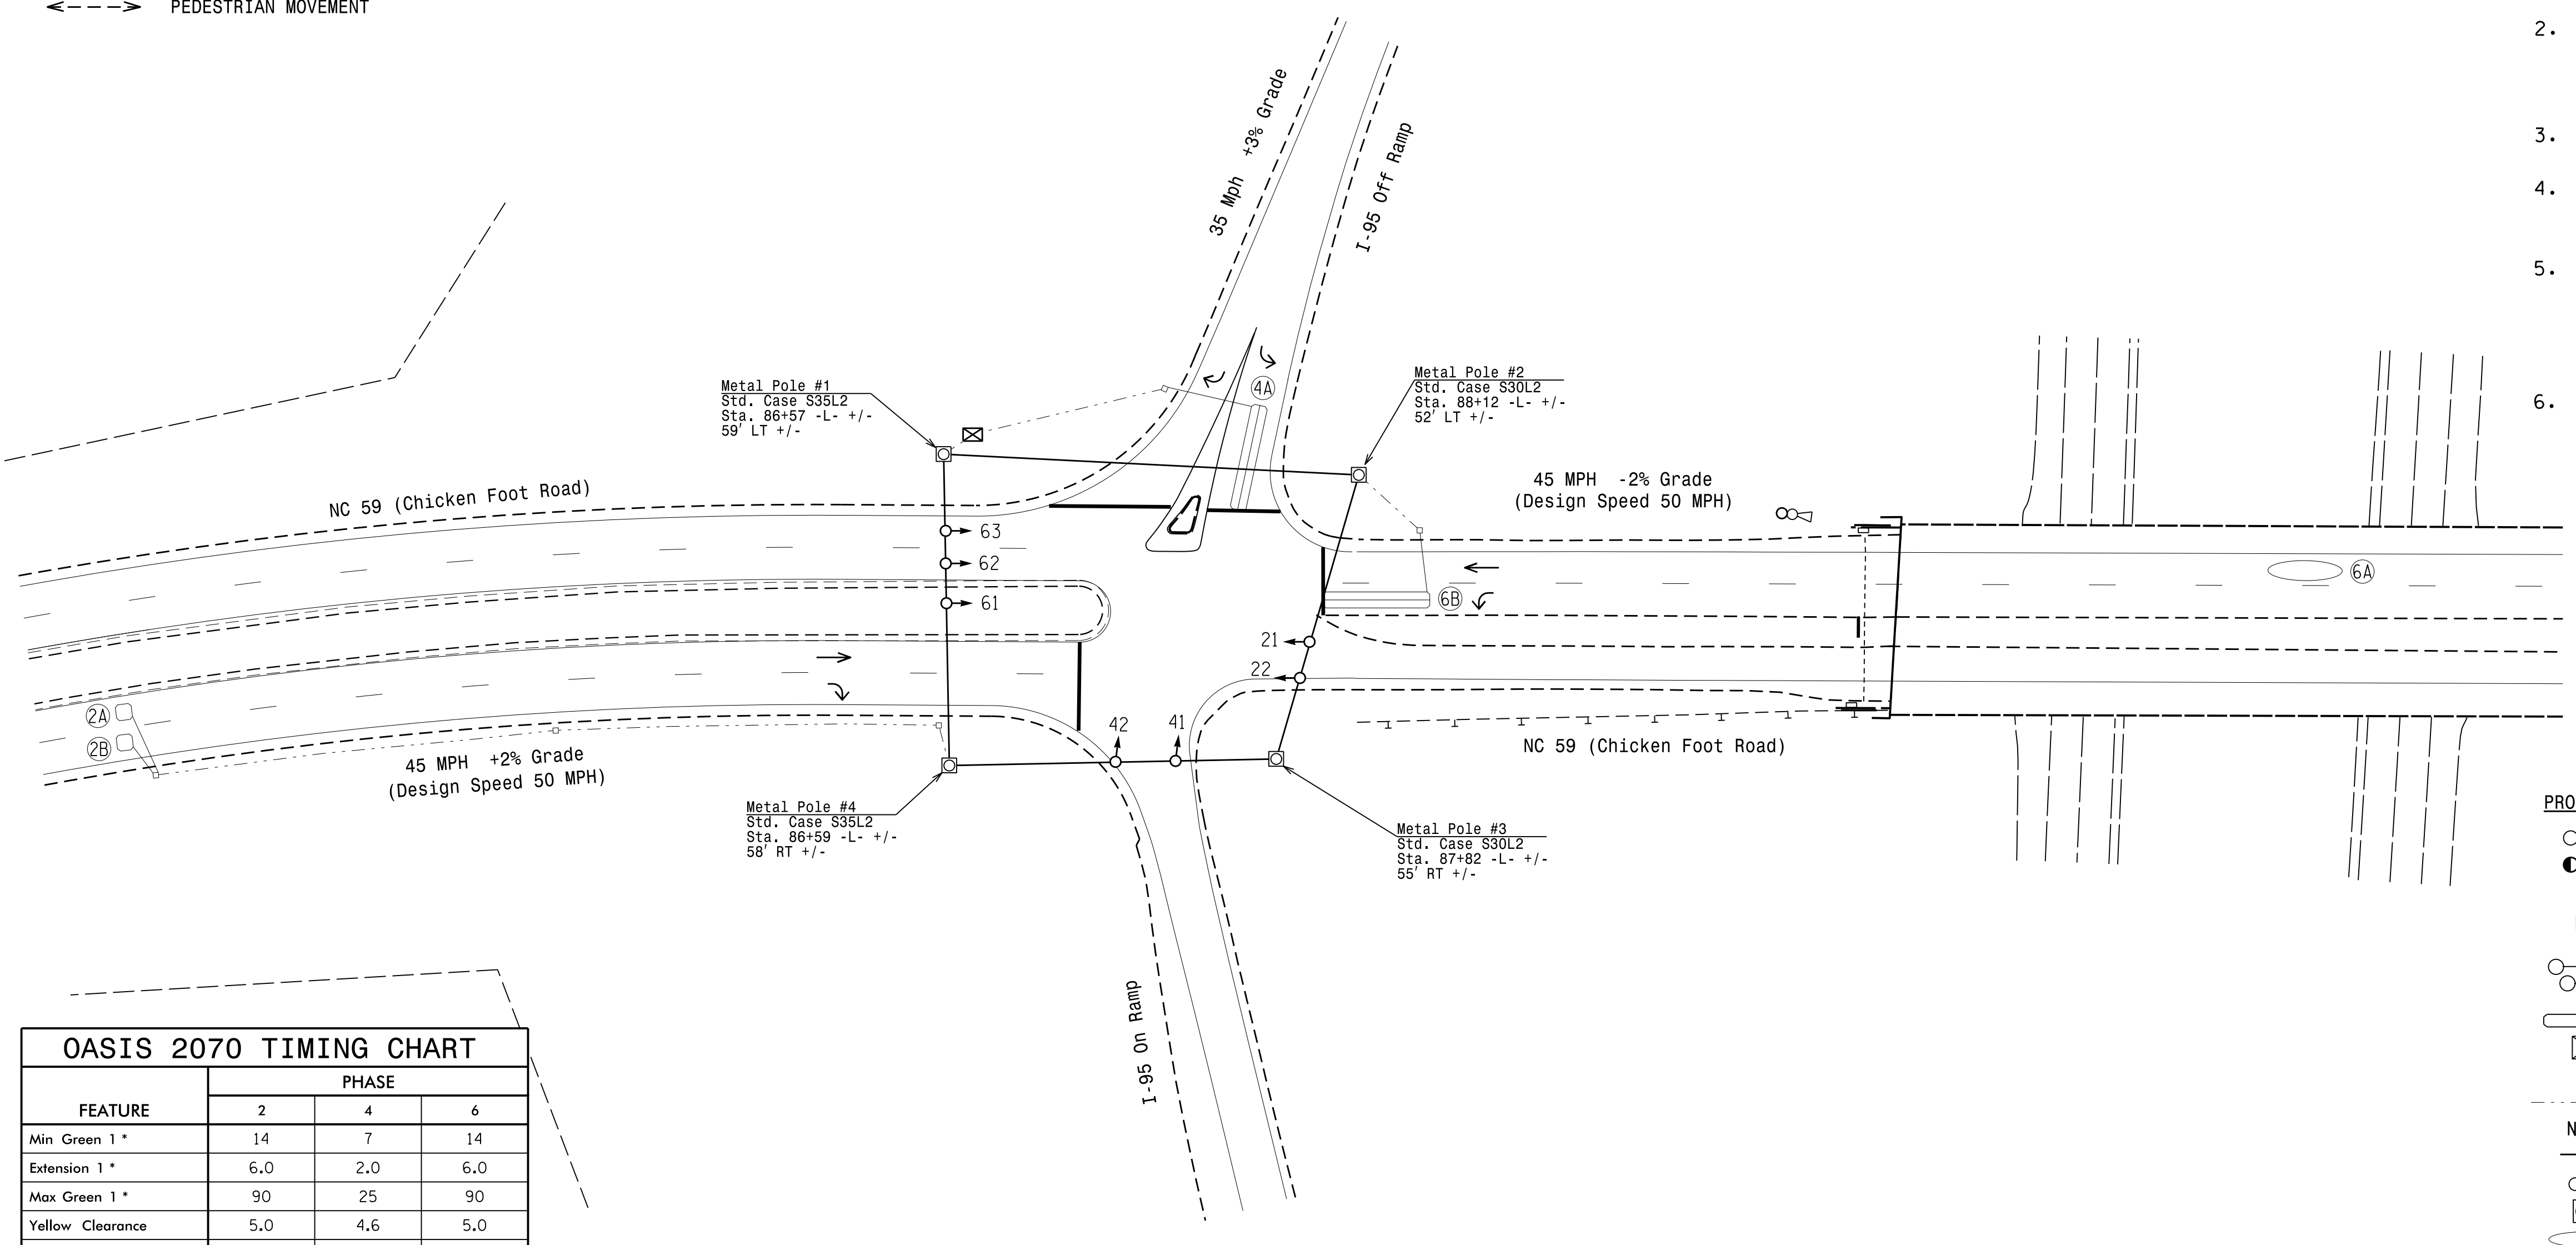 PEDESTRIAN MOVEMENT
2.
3.
4.
5.
6.
35 Mph +3% Grade
I-95 Off Ramp
4A
Metal Pole #1
Std. Case S35L2
Sta. 86+57 -L- +/-
59' LT +/-
Metal Pole #2
Std. Case S30L2
Sta. 88+12 -L- +/-
52' LT +/-
NC 59 (Chicken Foot Road)
45 MPH -2% Grade
(Design Speed 50 MPH)
63
62
61
6B
6A
21
22
2A
2B
42
41
45 MPH +2% Grade
(Design Speed 50 MPH)
NC 59 (Chicken Foot Road)
Metal Pole #4
Std. Case S35L2
Sta. 86+59 -L- +/-
58' RT +/-
Metal Pole #3
Std. Case S30L2
Sta. 87+82 -L- +/-
55' RT +/-
PRO
I-95 On Ramp
N
OASIS 2070 TIMING CHART
PHASE
FEATURE 2 4 6
Min Green 1 * 14 7 14
Extension 1 * 6.0 2.0 6.0
Max Green 1 * 90 25 90
Yellow Clearance 5.0 4.6 5.0